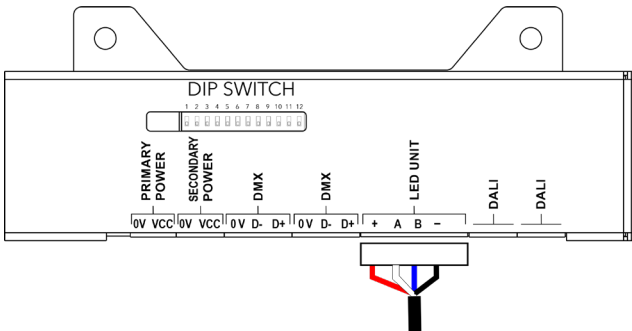 DIP SWITCH
1 2 3 4 5 6 7 8 9 10 11 12
PRIMARY
POWER
SECONDARY
POWER
DMX
DMX
LED UNIT
DALI
DALI
0V VCC 0V VCC 0V D- D+ 0V D- D+ + A B −